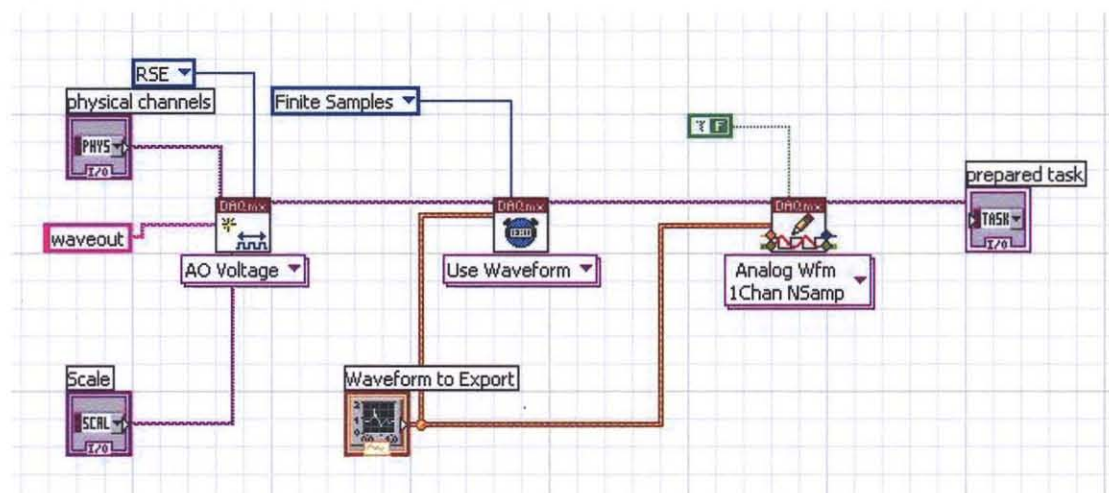 RSE
physical channels
PHYS
I/O
waveout
DAQmx
AO Voltage
Scale
SCAL
I/O
Finite Samples
DAQmx
Use Waveform
Waveform to Export
F
DAQmx
Analog Wfm
1Chan NSamp
prepared task
TASK
I/O